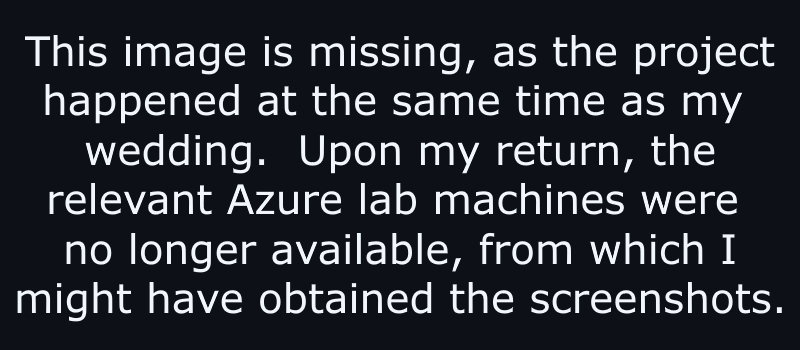 This image is missing, as the project
happened at the same time as my
wedding.  Upon my return, the
relevant Azure lab machines were
no longer available, from which I
might have obtained the screenshots.